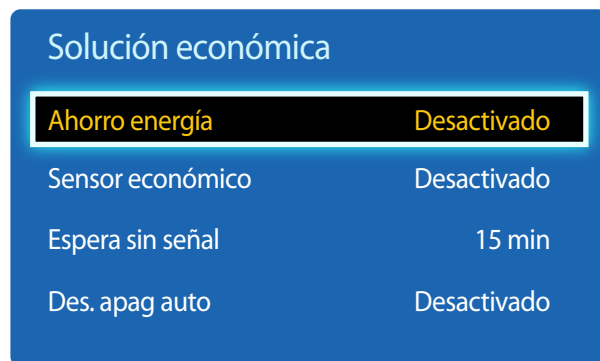 Solución económica
Ahorro energía Desactivado
Sensor económico Desactivado
Espera sin señal 15 min
Des. apag auto Desactivado